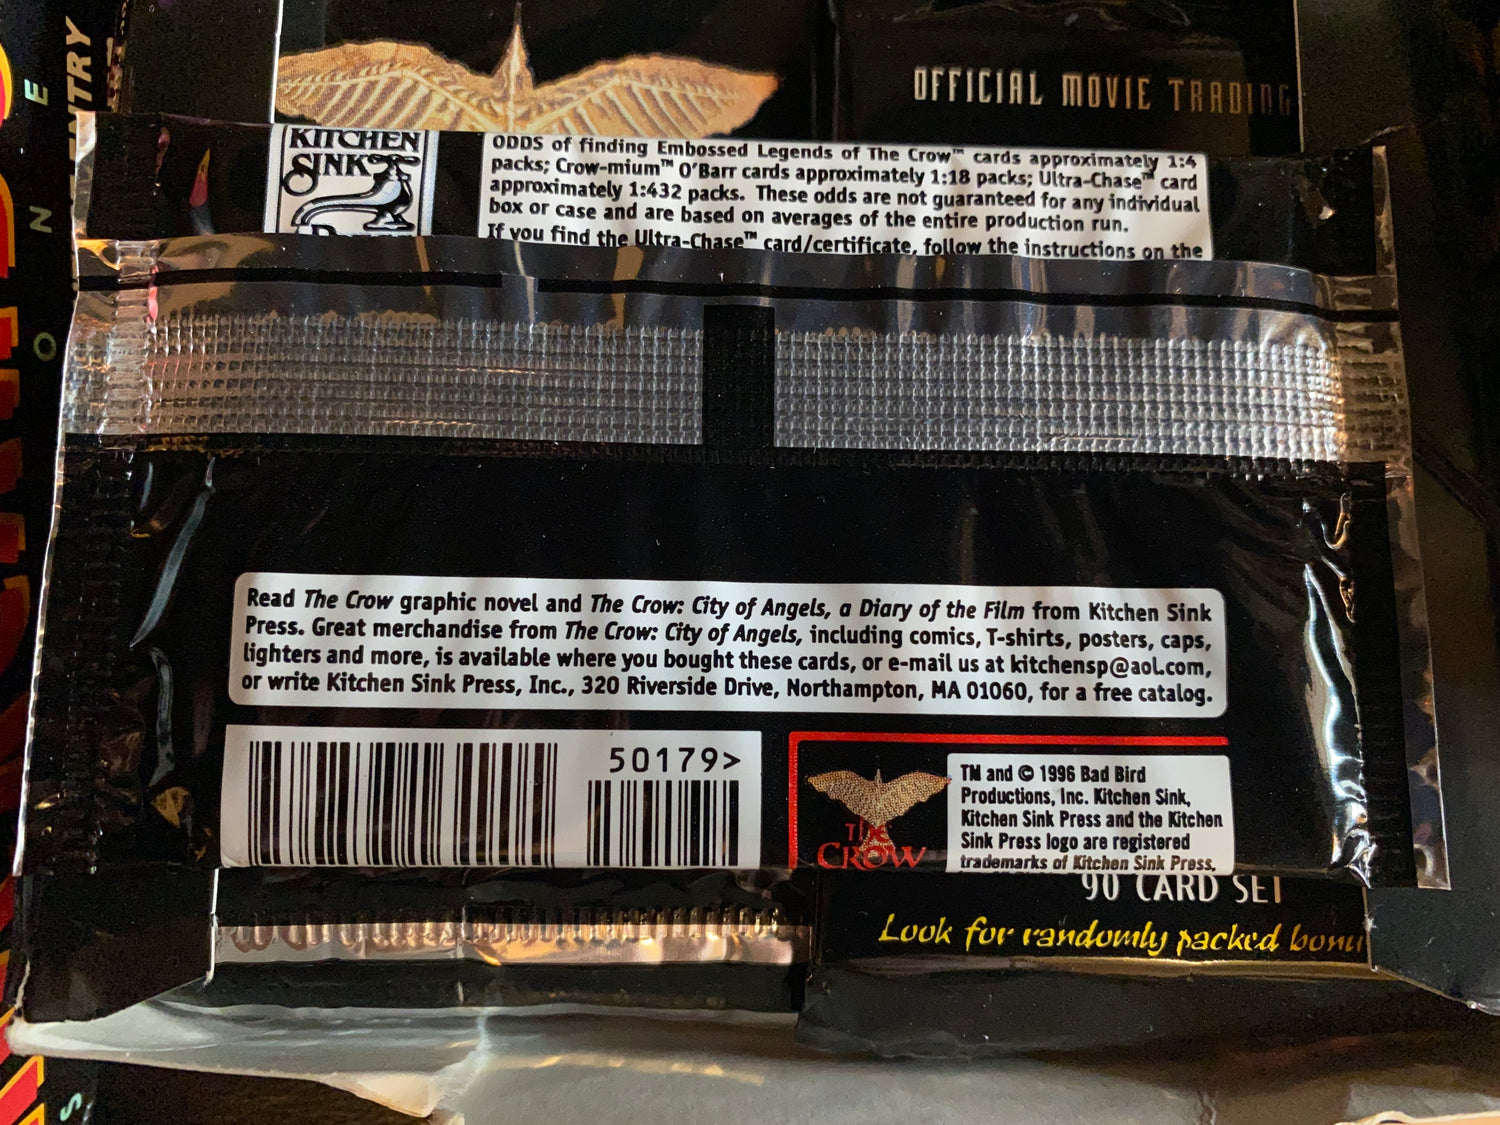 OFFICIAL MOVIE TRADING
KITCHEN
SINK
ODDS of finding Embossed Legends of The Crow™ cards approximately 1:4
packs; Crow-mium™ O'Barr cards approximately 1:18 packs; Ultra-Chase™ card
approximately 1:432 packs. These odds are not guaranteed for any individual
box or case and are based on averages of the entire production run.
If you find the Ultra-Chase™ card/certificate, follow the instructions on the
Read The Crow graphic novel and The Crow: City of Angels, a Diary of the Film from Kitchen Sink
Press. Great merchandise from The Crow: City of Angels, including comics, T-shirts, posters, caps,
lighters and more, is available where you bought these cards, or e-mail us at kitchensp@aol.com,
or write Kitchen Sink Press, Inc., 320 Riverside Drive, Northampton, MA 01060, for a free catalog.
50179>
The
CROW
TM and © 1996 Bad Bird
Productions, Inc. Kitchen Sink,
Kitchen Sink Press and the Kitchen
Sink Press logo are registered
trademarks of Kitchen Sink Press,
90 CARD SET
Look for randomly packed bonu